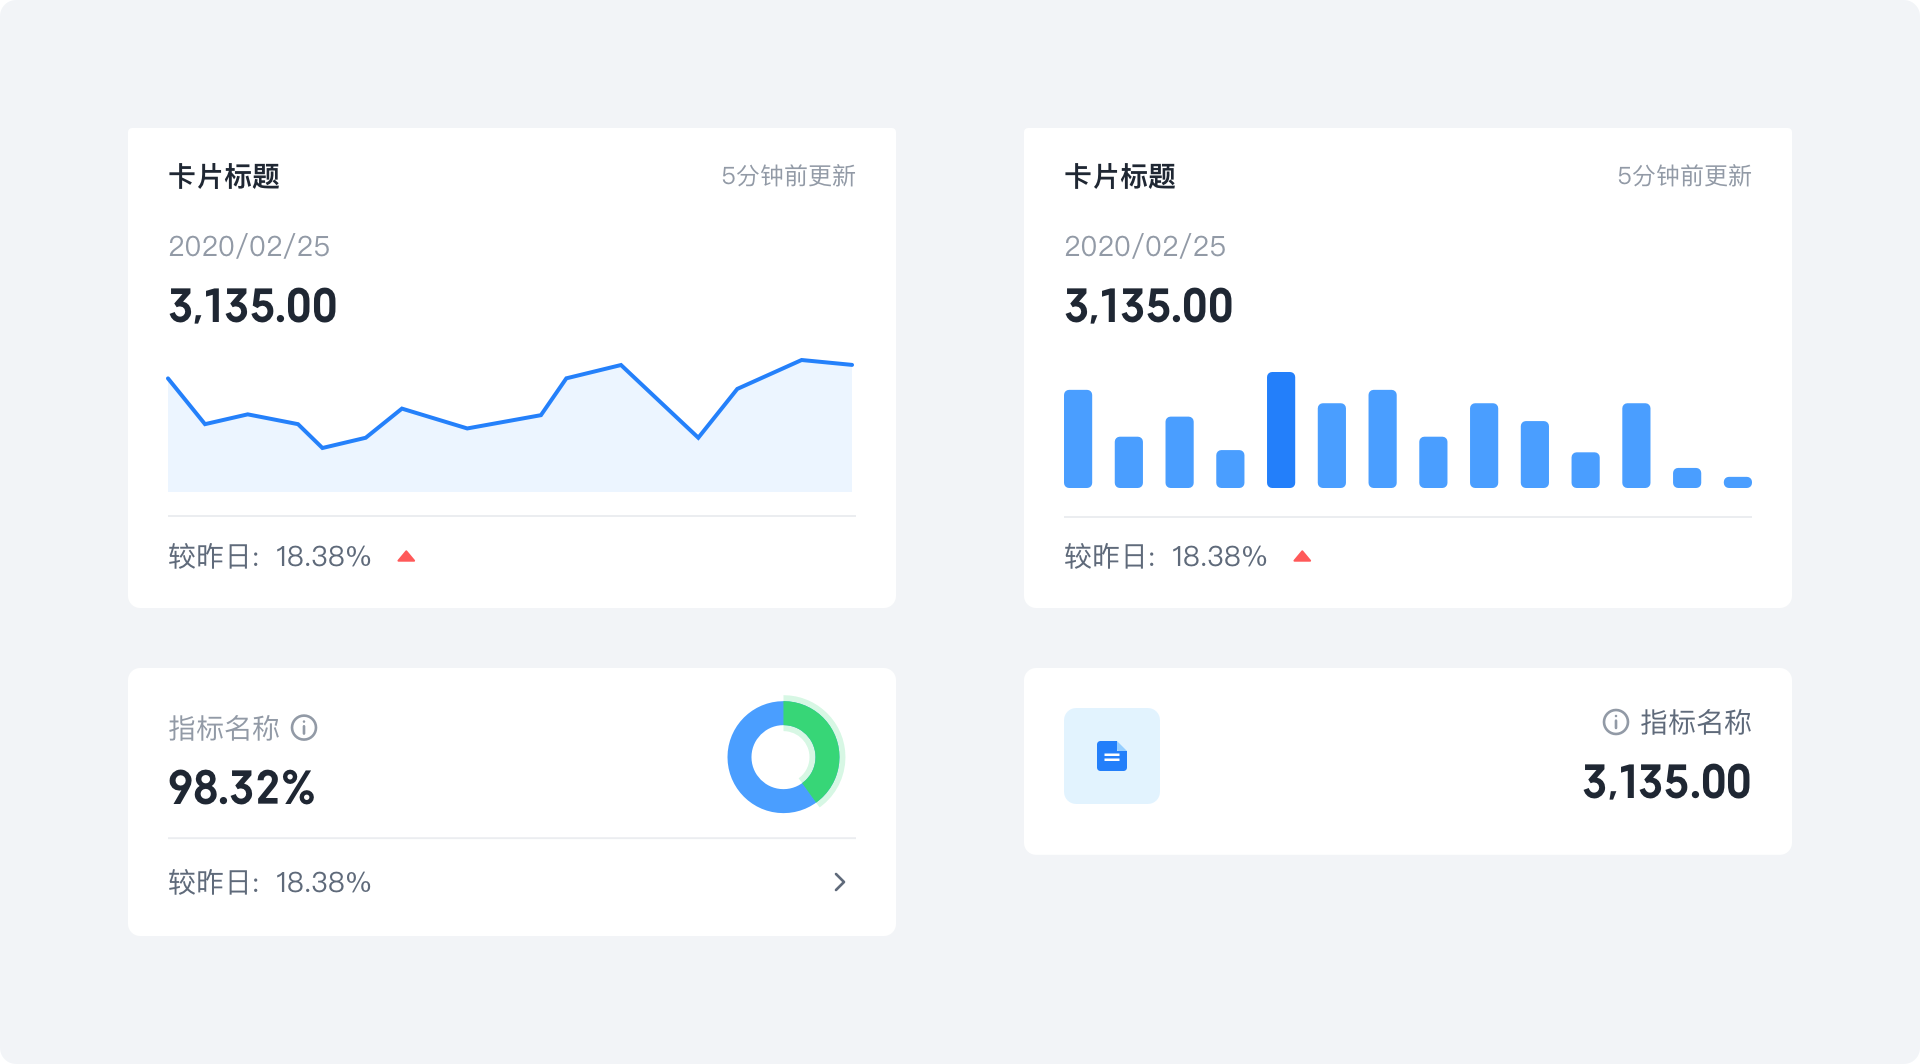 卡片标题
5分钟前更新
2020/02/25
3,135.00
较昨日: 18.38%
卡片标题
5分钟前更新
2020/02/25
3,135.00
较昨日: 18.38%
指标名称
98.32%
较昨日: 18.38%
指标名称
3,135.00